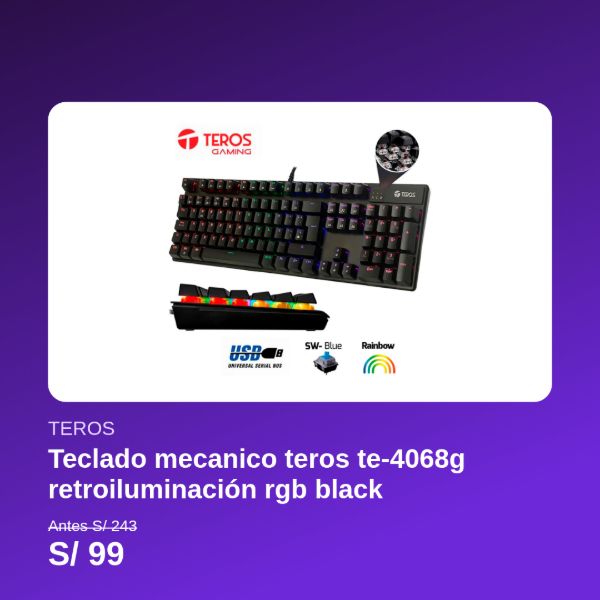 TEROS
GAMING
TEROS
USB
UNIVERSAL SERIAL BUS
SW- Blue
Rainbow
TEROS
Teclado mecanico teros te-4068g
retroiluminación rgb black
Antes S/ 243
S/ 99